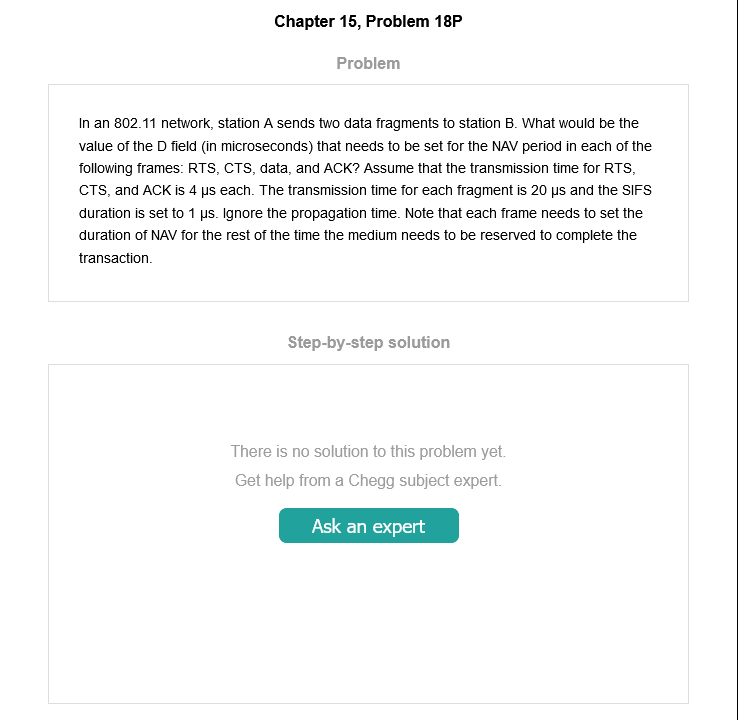 Chapter 15, Problem 18P
Problem
In an 802.11 network, station A sends two data fragments to station B. What would be the
value of the D field (in microseconds) that needs to be set for the NAV period in each of the
following frames: RTS, CTS, data, and ACK? Assume that the transmission time for RTS,
CTS, and ACK is 4 μs each. The transmission time for each fragment is 20 μs and the SIFS
duration is set to 1 μs. Ignore the propagation time. Note that each frame needs to set the
duration of NAV for the rest of the time the medium needs to be reserved to complete the
transaction.
Step-by-step solution
There is no solution to this problem yet.
Get help from a Chegg subject expert.
Ask an expert